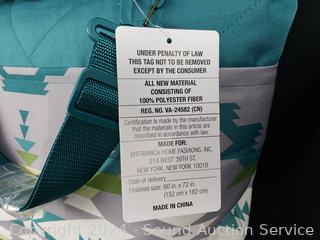 UNDER PENALTY OF LAW
THIS TAG NOT TO BE REMOVED
EXCEPT BY THE CONSUMER
ALL NEW MATERIAL
CONSISTING OF
100% POLYESTER FIBER
REG. NO. VA-24582 (CN)
Certification is made by the manufacturer
that the materials in this article are
described in accordance with law.
MADE FOR:
BRITANNICA HOME FASHIONS, INC.
214 WEST 39TH ST.
NEW YORK, NEW YORK 10018
Date of delivery
Finished size: 60 in. x 72 in.
(152 cm x 182 cm)
MADE IN CHINA
Copyright 2024 - Sound Auction Service